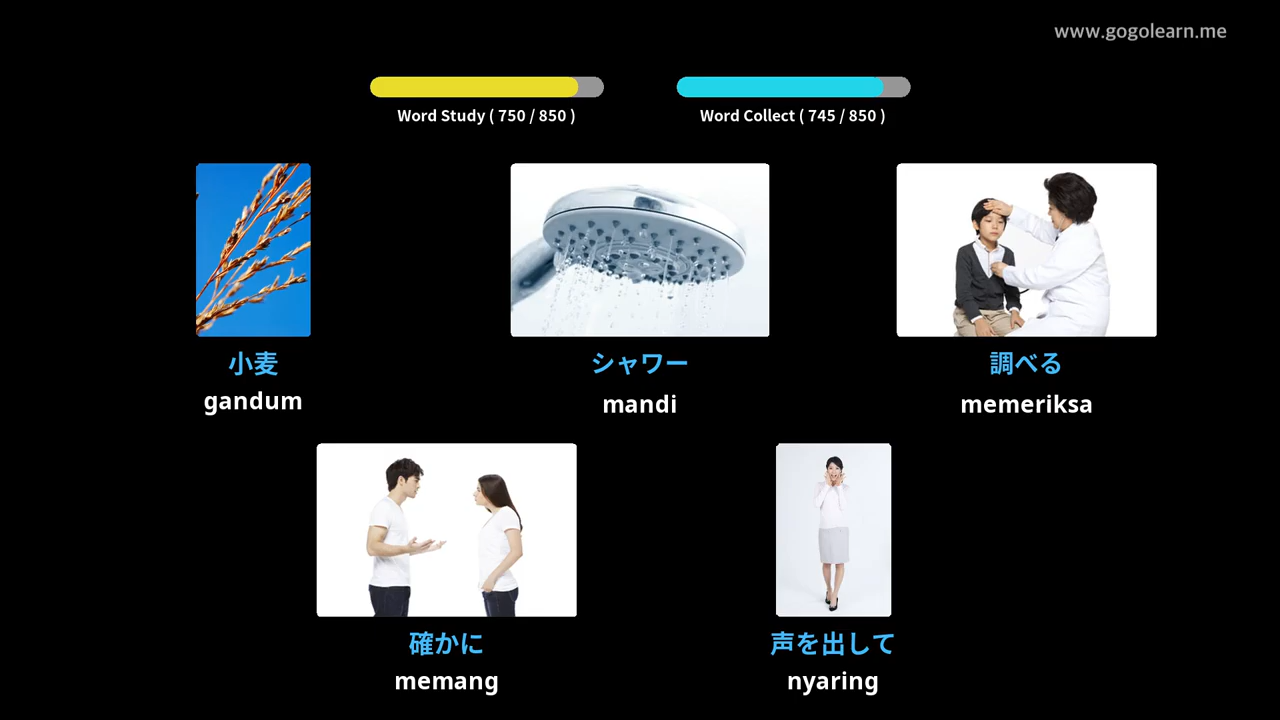 www.gogolearn.me
Word Study ( 750 / 850 )
Word Collect ( 745 / 850 )
小麦
gandum
シャワー
mandi
調べる
memeriksa
確かに
memang
声を出して
nyaring